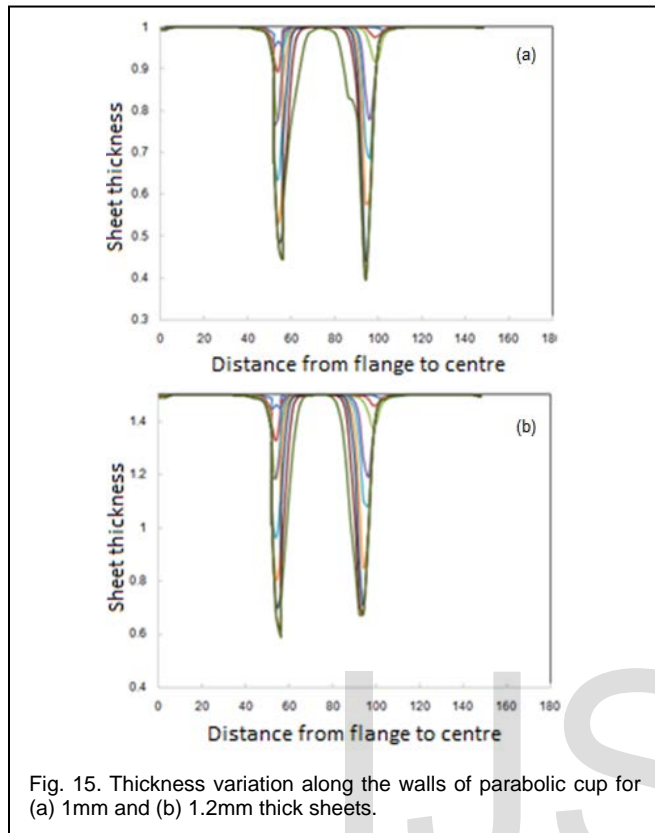 1
0.9
0.8
0.7
0.6
0.5
0.4
0.3
Sheet thickness
(a)
0 20 40 60 80 100 120 140 160 180
Distance from flange to centre
1.4
1.2
1
0.8
0.6
0.4
Sheet thickness
(b)
0 20 40 60 80 100 120 140 160 180
Distance from flange to centre
IJS
Fig. 15. Thickness variation along the walls of parabolic cup for
(a) 1mm and (b) 1.2mm thick sheets.